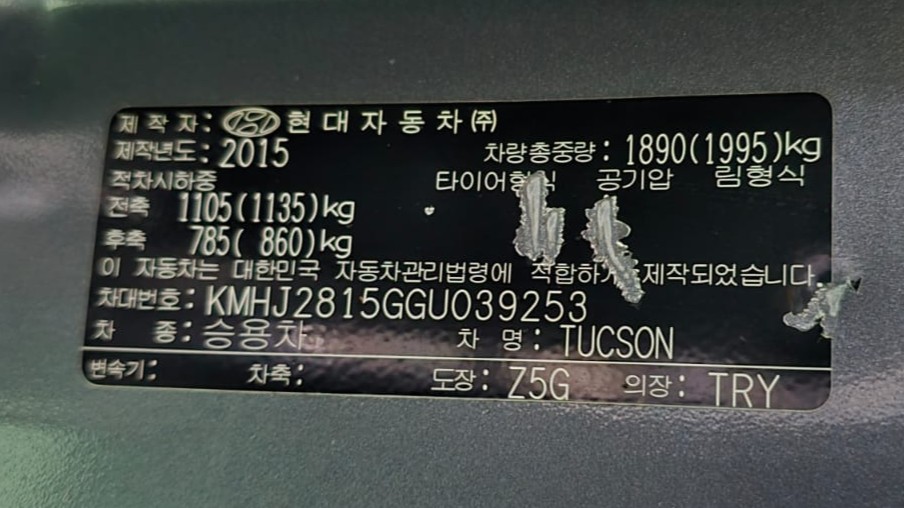 제 작 자: 현 대 자 동 차 ㈜
제작년도: 2015 차량총중량: 1890(1995)kg
적차시하중 타이어형식 공기압 림형식
전축 1105(1135)kg
후축 785( 860)kg
이 자동차는 대한민국 자동차관리법령에 적합하게 제작되었습니다.
차대번호: KMHJ2815GGU039253
차 종: 승용차 차 명: TUCSON
변속기: 차축: 도장: Z5G 의장: TRY